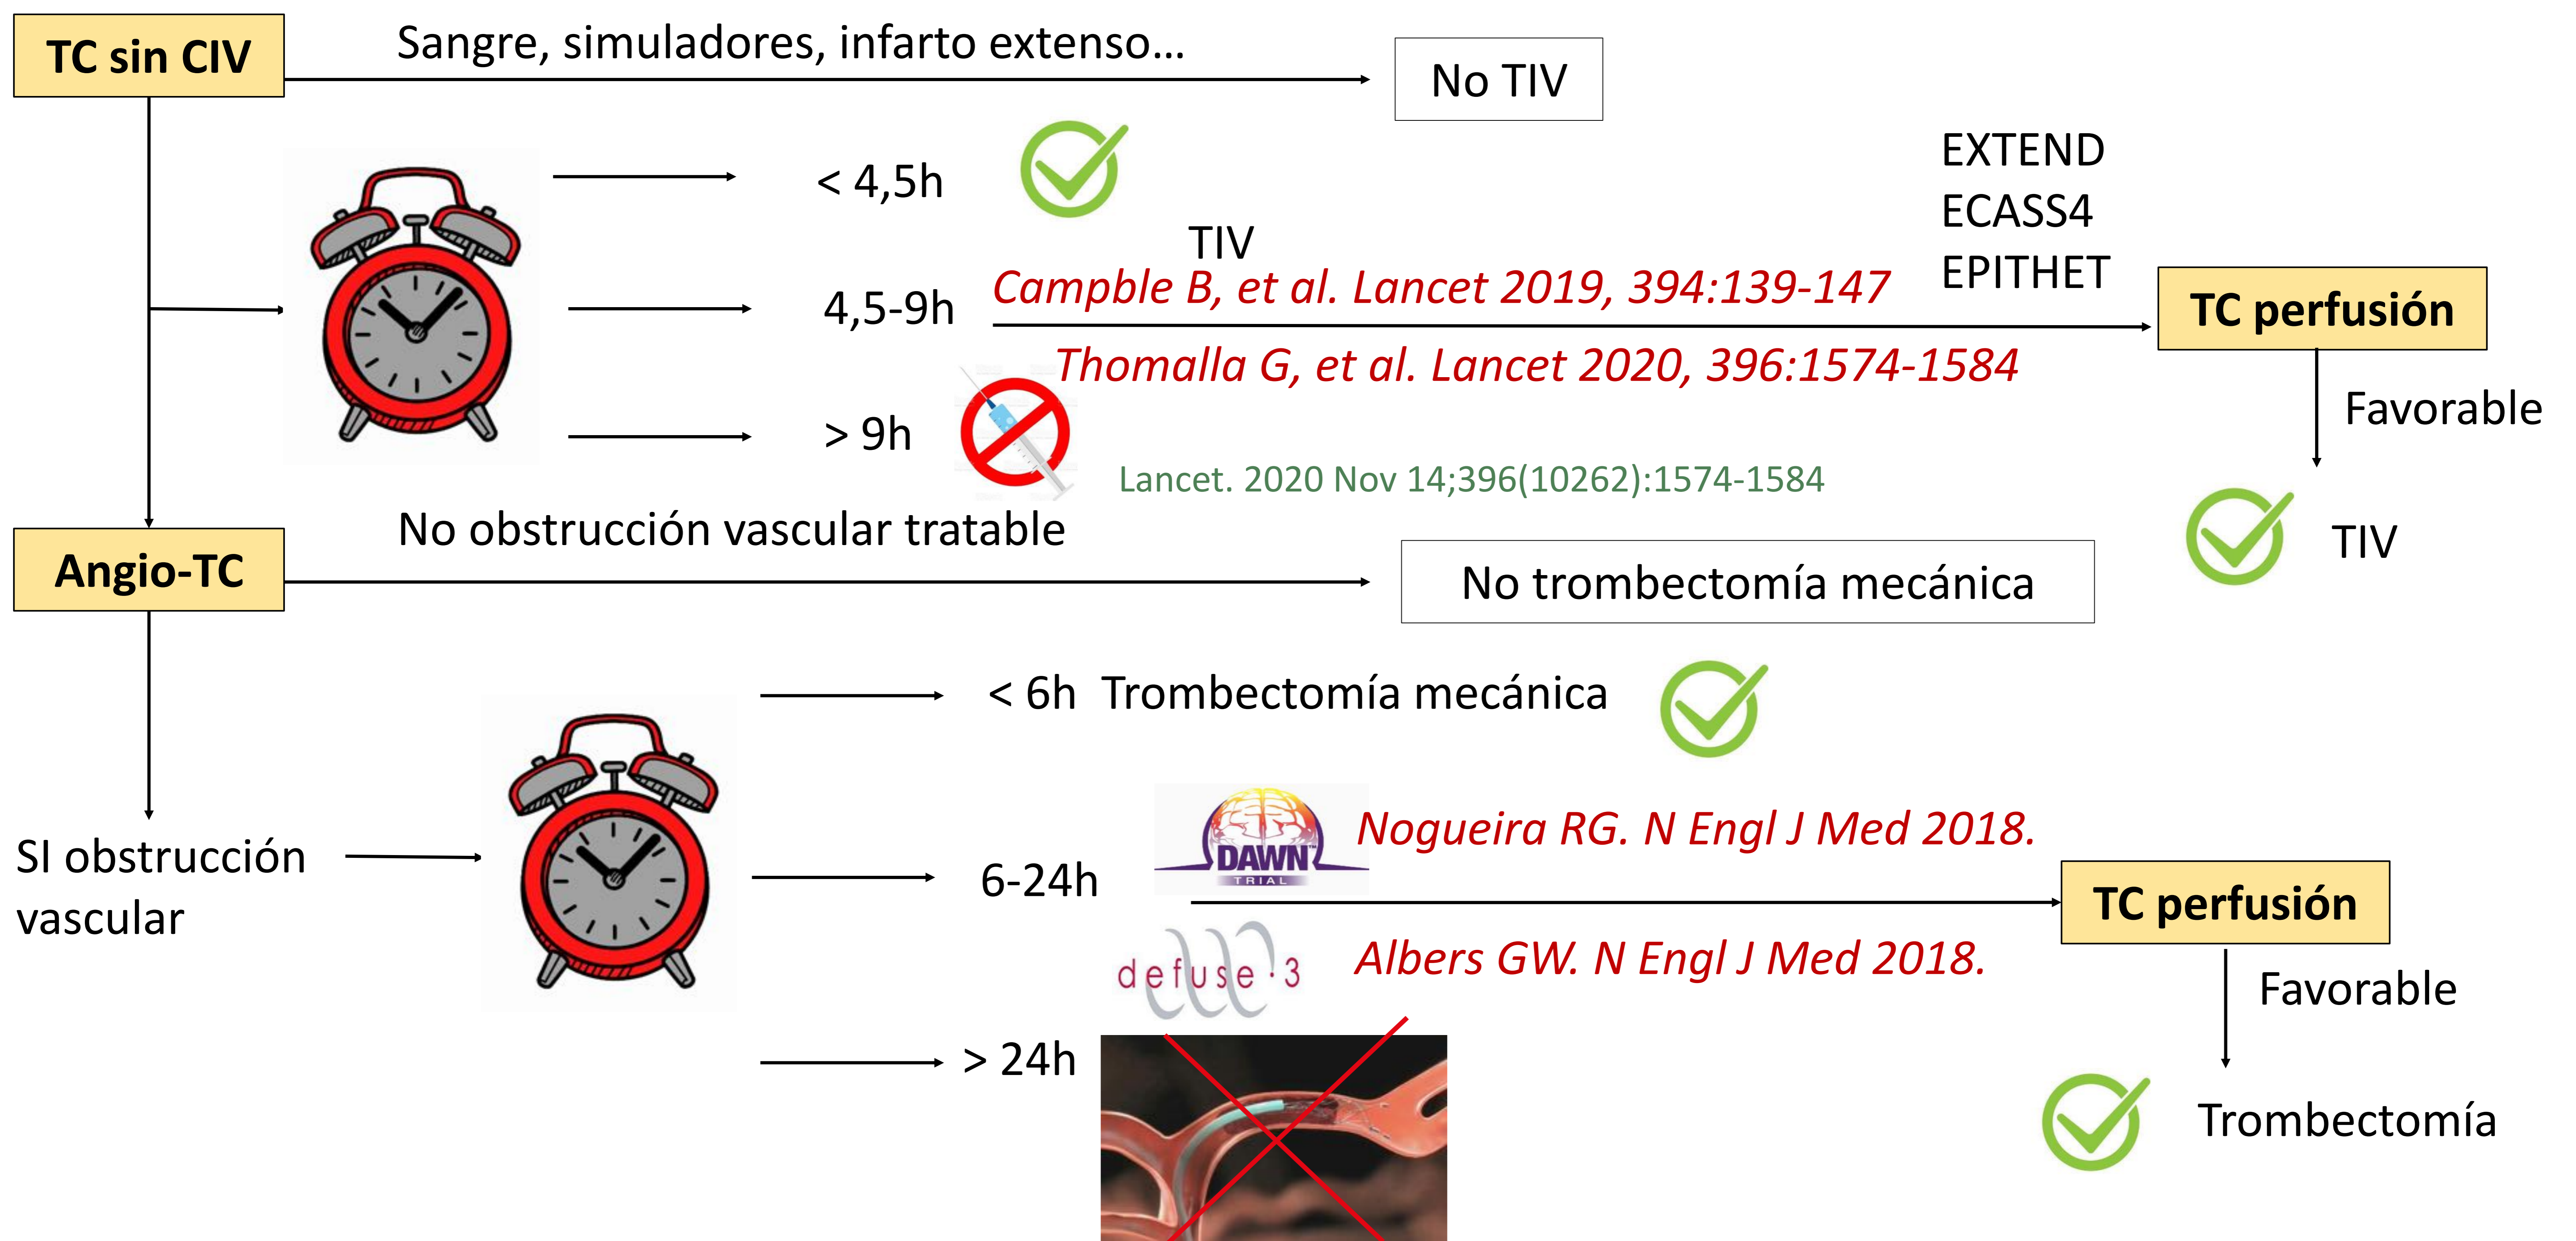 TC sin CIV
Sangre, simuladores, infarto extenso...
No TIV
< 4,5h
TIV
EXTEND
ECASS4
EPITHET
4,5-9h
Campble B, et al. Lancet 2019, 394:139-147
Thomalla G, et al. Lancet 2020, 396:1574-1584
TC perfusión
Favorable
TIV
> 9h
Lancet. 2020 Nov 14;396(10262):1574-1584
Angio-TC
No obstrucción vascular tratable
No trombectomía mecánica
SI obstrucción
vascular
< 6h Trombectomía mecánica
6-24h
DAWN™
TRIAL
Nogueira RG. N Engl J Med 2018.
defuse·3
Albers GW. N Engl J Med 2018.
TC perfusión
Favorable
Trombectomía
> 24h